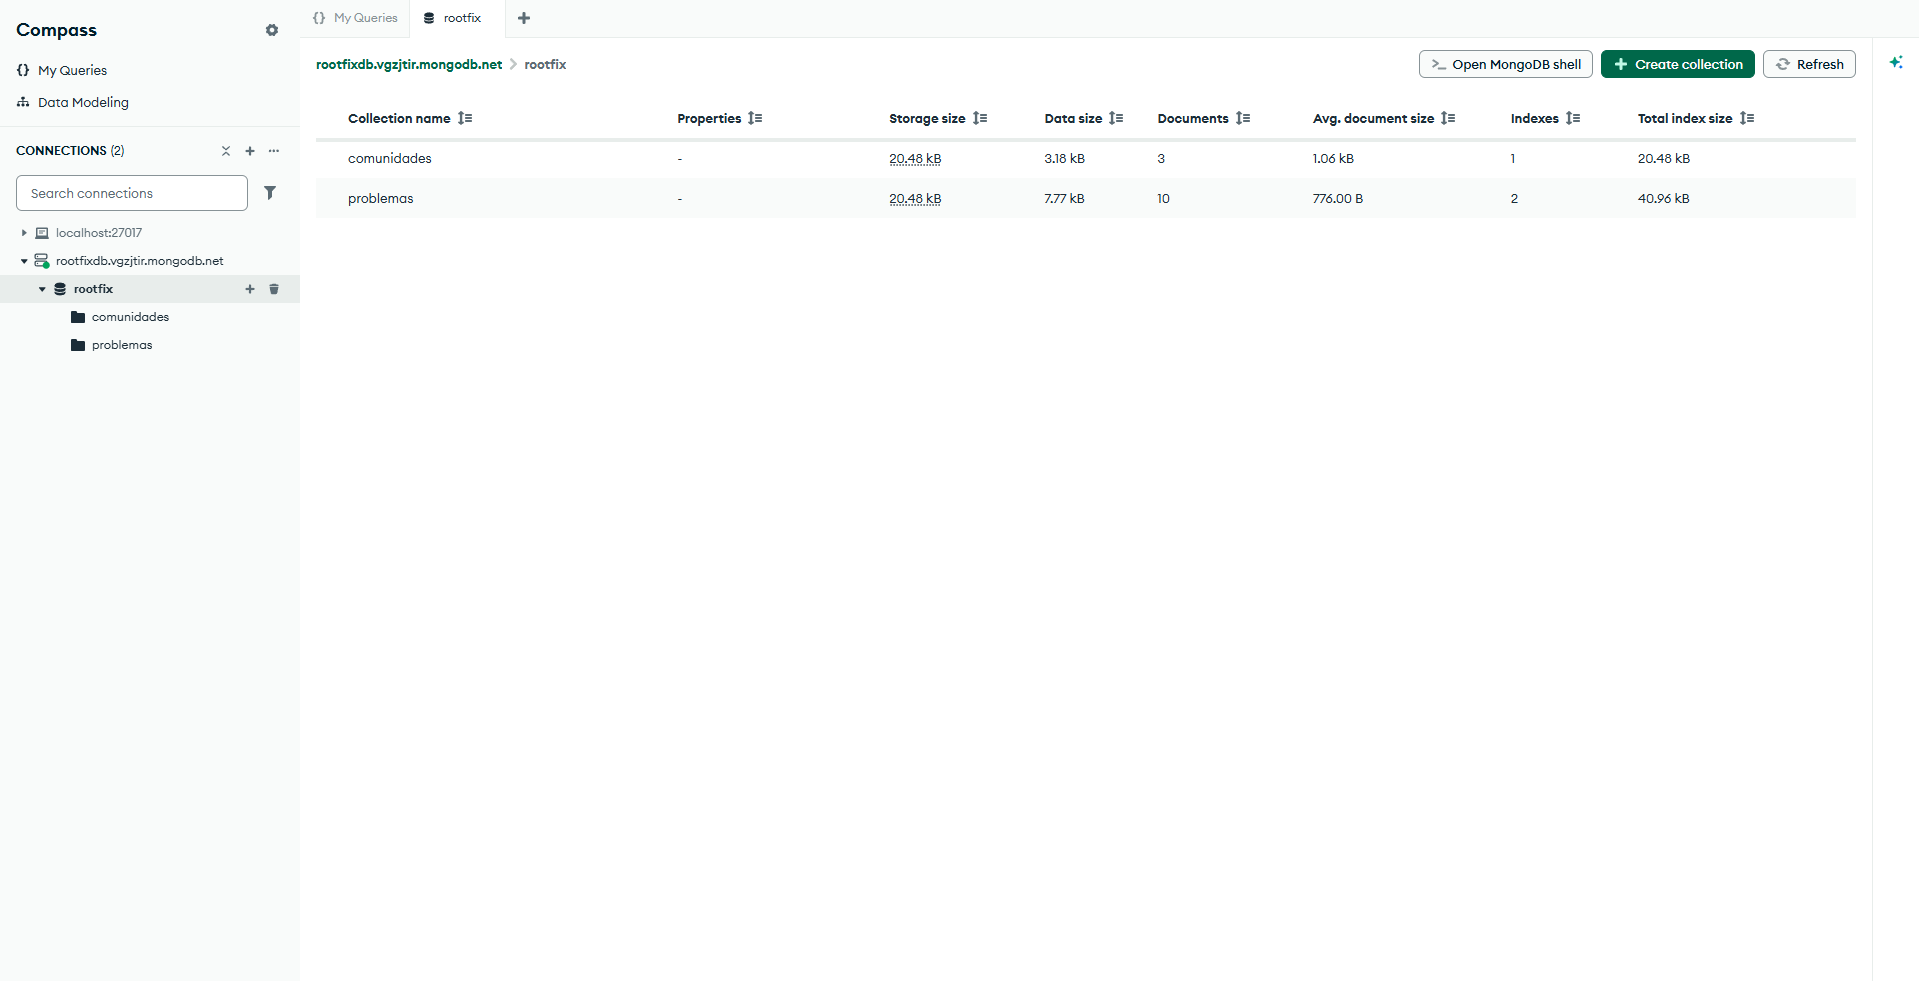 Compass
My Queries
Data Modeling
CONNECTIONS (2)
Search connections
localhost:27017
rootfixdb.vgzjtir.mongodb.net
rootfix
comunidades
problemas
{} My Queries
rootfix
rootfixdb.vgzjtir.mongodb.net > rootfix
>_ Open MongoDB shell
+ Create collection
Refresh
Collection name Properties Storage size Data size Documents Avg. document size Indexes Total index size
comunidades - 20.48 kB 3.18 kB 3 1.06 kB 1 20.48 kB
problemas - 20.48 kB 7.77 kB 10 776.00 B 2 40.96 kB